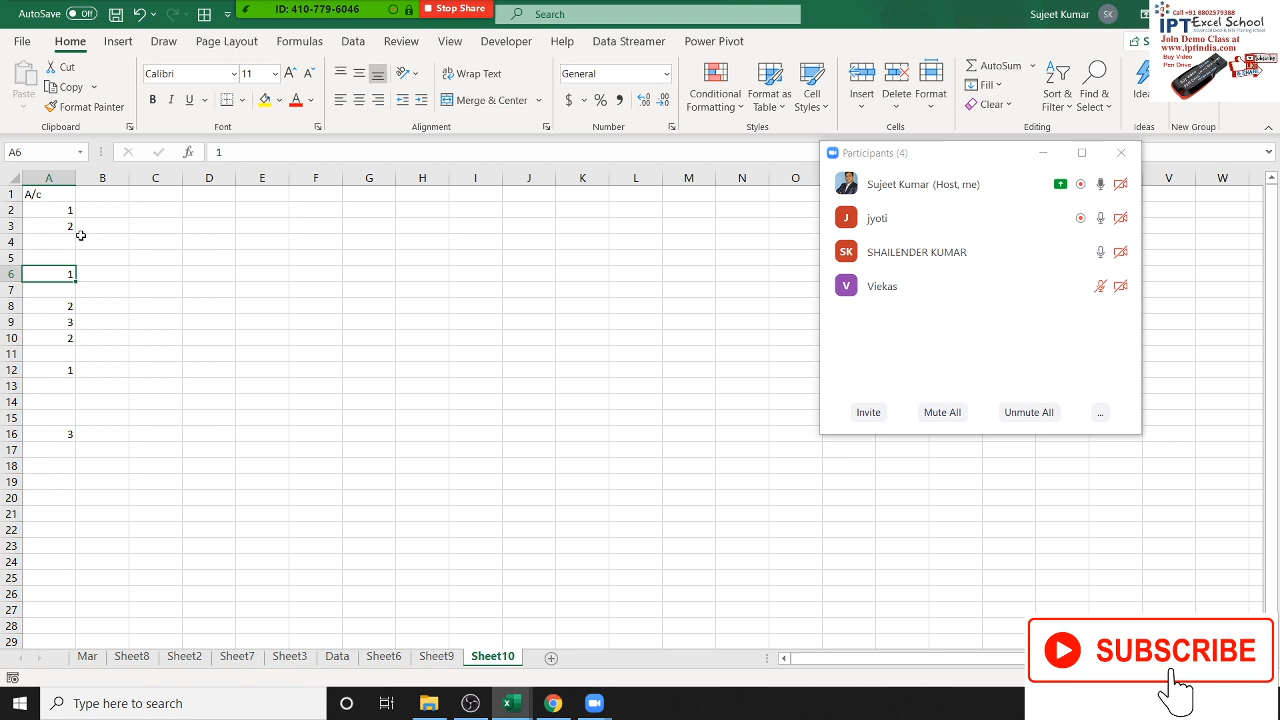 AutoSave Off
ID: 410-779-6046 Stop Share
Search
Sujeet Kumar SK
File Home Insert Draw Page Layout Formulas Data Review View Developer Help Data Streamer Power Pivot S
Paste
Cut
Copy
Format Painter
Clipboard
Calibri 11
B I U
Font
Wrap Text
Merge & Center
Alignment
General
Number
Conditional Formatting
Format as Table
Cell Styles
Styles
Insert Delete Format
Cells
AutoSum
Fill
Clear
Sort & Filter
Find & Select
Editing
Ideas
Ideas
New Group
Call +91 8802579388
IPT Excel School
Advanced Excel & MIS Training School
Join Demo Class at
www.iptindia.com
Buy Video
Pen Drive
A6 fx 1
A B C D E F G H I J K L M N O V W
1 A/c
2 1
3 2
4
5
6 1
7
8 2
9 3
10 2
11
12 1
13
14
15
16 3
17
18
19
20
21
22
23
24
25
26
27
28
29
Participants (4)
Sujeet Kumar (Host, me)
J jyoti
SK SHAILENDER KUMAR
V Viekas
Invite Mute All Unmute All ...
Mar Sheet8 Sheet2 Sheet7 Sheet3 Data Sheet6 Sheet9 Sheet10
SUBSCRIBE
Type here to search